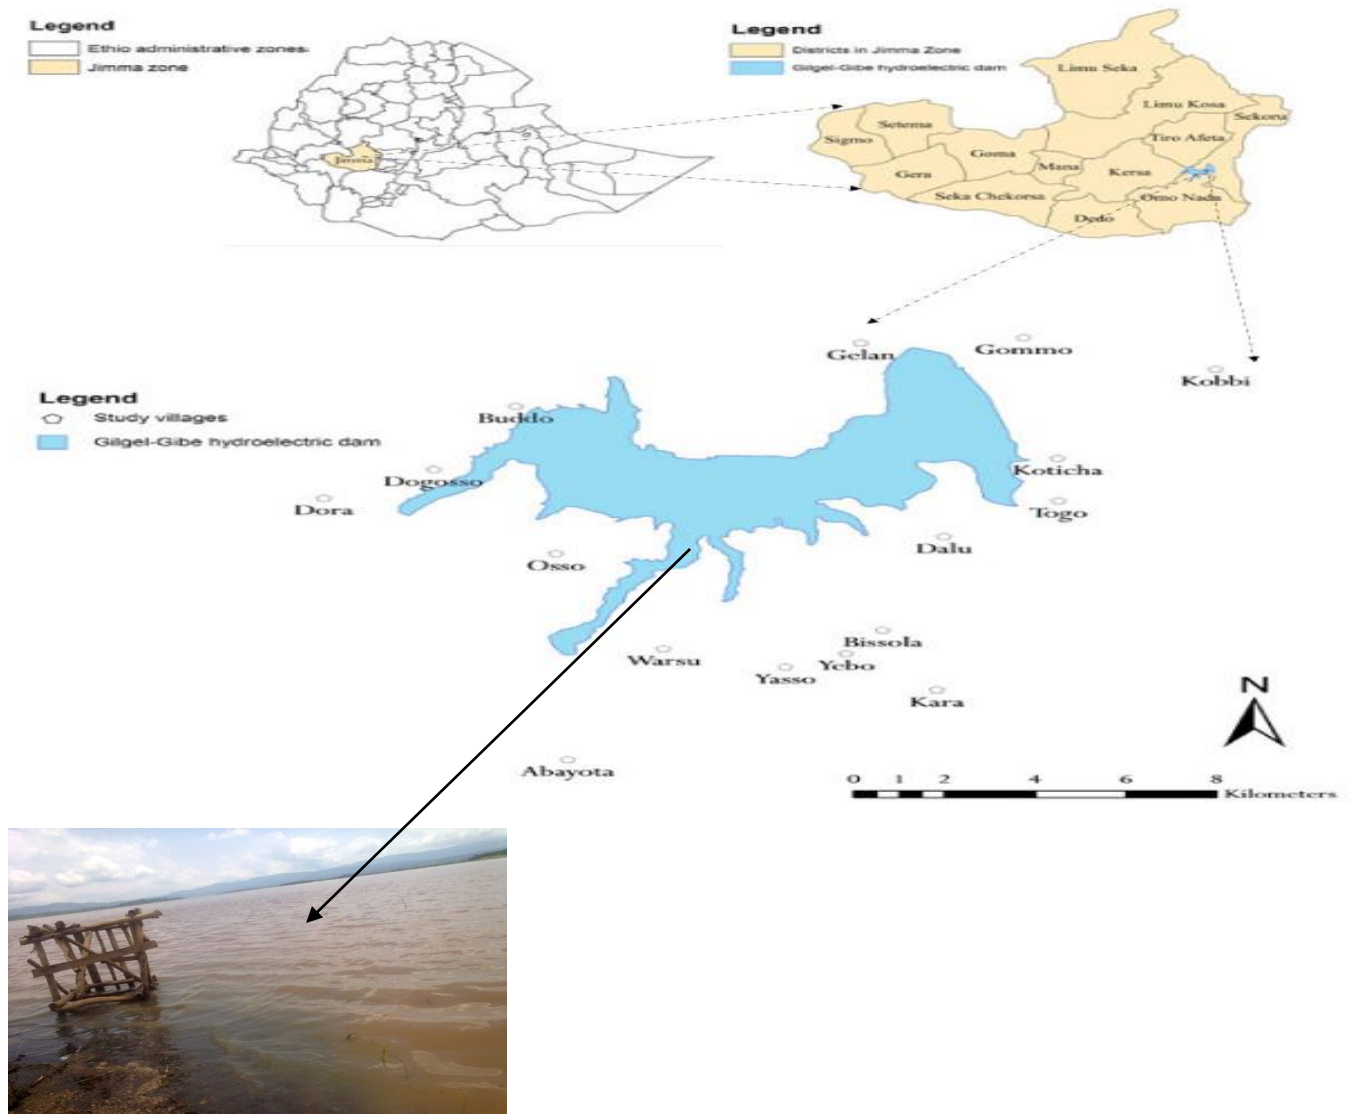 Legend
Ethio administrative zones
Jimma zone
Jimma
Legend
Districts in Jimma Zone
Gilgel-Gibe hydroelectric dam
Limu Seka
Limu Kosa
Sekoru
Setema
Sigmo
Tiro Afeta
Goma
Mana
Kersa
Gera
Seka Chekorsa
Omo Nada
Dedo
Legend
Study villages
Gilgel-Gibe hydroelectric dam
Gelan
Gommo
Kobbi
Buddo
Dogosso
Koticha
Dora
Togo
Dalu
Osso
Bissola
Warsu
Yebo
Yasso
Kara
N
Abayota
0 1 2 4 6 8
Kilometers